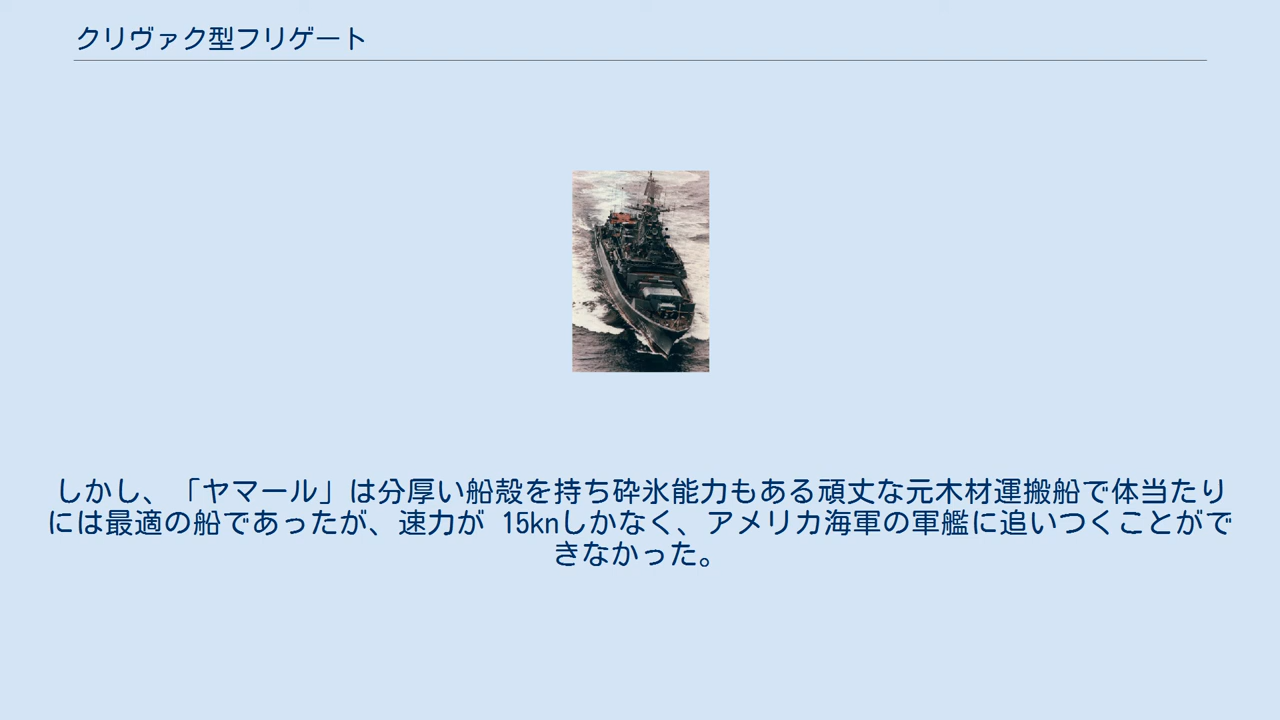 クリヴァク型フリゲート
しかし、「ヤマール」は分厚い船殻を持ち砕氷能力もある頑丈な元木材運搬船で体当たり
には最適の船であったが、速力が 15knしかなく、アメリカ海軍の軍艦に追いつくことがで
きなかった。